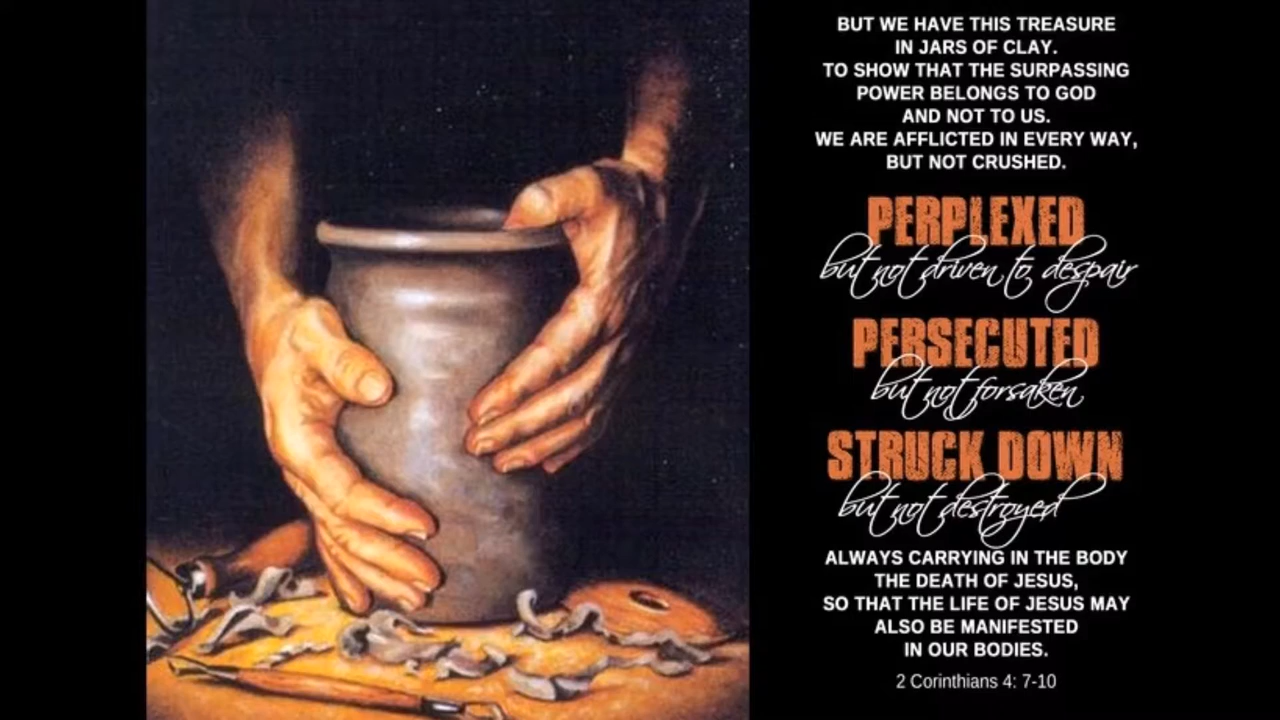 BUT WE HAVE THIS TREASURE
IN JARS OF CLAY.
TO SHOW THAT THE SURPASSING
POWER BELONGS TO GOD
AND NOT TO US.
WE ARE AFFLICTED IN EVERY WAY,
BUT NOT CRUSHED.
PERPLEXED
but not driven to despair
PERSECUTED
but not forsaken
STRUCK DOWN
but not destroyed
ALWAYS CARRYING IN THE BODY
THE DEATH OF JESUS,
SO THAT THE LIFE OF JESUS MAY
ALSO BE MANIFESTED
IN OUR BODIES.
2 Corinthians 4: 7-10